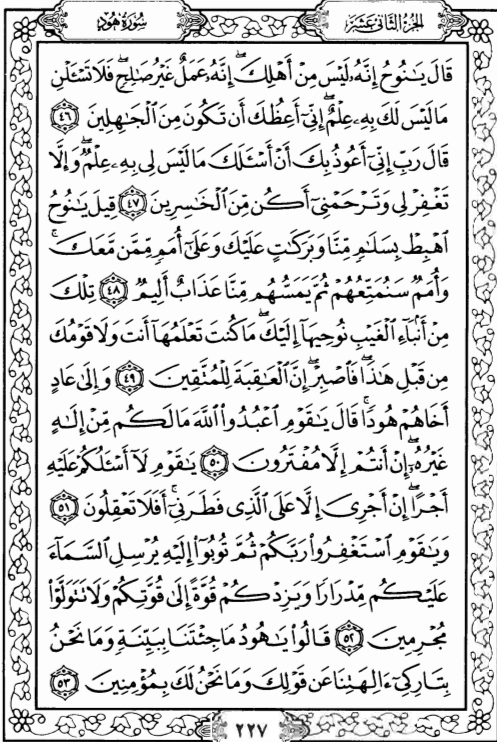 الجزء الثاني عشر
سورة هود
قَالَ يَٰنُوحُ إِنَّهُۥ لَيْسَ مِنْ أَهْلِكَ ۖ إِنَّهُۥ عَمَلٌ غَيْرُ صَٰلِحٍ ۖ فَلَا تَسْـَٔلْنِ
مَا لَيْسَ لَكَ بِهِۦ عِلْمٌ ۖ إِنِّىٓ أَعِظُكَ أَن تَكُونَ مِنَ ٱلْجَٰهِلِينَ ٤٦
قَالَ رَبِّ إِنِّىٓ أَعُوذُ بِكَ أَنْ أَسْـَٔلَكَ مَا لَيْسَ لِى بِهِۦ عِلْمٌ ۖ وَإِلَّا
تَغْفِرْ لِى وَتَرْحَمْنِىٓ أَكُن مِّنَ ٱلْخَٰسِرِينَ ٤٧ قِيلَ يَٰنُوحُ
ٱهْبِطْ بِسَلَٰمٍ مِّنَّا وَبَرَكَٰتٍ عَلَيْكَ وَعَلَىٰٓ أُمَمٍ مِّمَّن مَّعَكَ ۚ
وَأُمَمٌ سَنُمَتِّعُهُمْ ثُمَّ يَمَسُّهُم مِّنَّا عَذَابٌ أَلِيمٌ ٤٨ تِلْكَ
مِنْ أَنۢبَآءِ ٱلْغَيْبِ نُوحِيهَآ إِلَيْكَ ۖ مَا كُنتَ تَعْلَمُهَآ أَنتَ وَلَا قَوْمُكَ
مِن قَبْلِ هَٰذَا ۖ فَٱصْبِرْ ۖ إِنَّ ٱلْعَٰقِبَةَ لِلْمُتَّقِينَ ٤٩ وَإِلَىٰ عَادٍ
أَخَاهُمْ هُودًا ۚ قَالَ يَٰقَوْمِ ٱعْبُدُوا۟ ٱللَّهَ مَا لَكُم مِّنْ إِلَٰهٍ
غَيْرُهُۥٓ ۖ إِنْ أَنتُمْ إِلَّا مُفْتَرُونَ ٥٠ يَٰقَوْمِ لَآ أَسْـَٔلُكُمْ عَلَيْهِ
أَجْرًا ۖ إِنْ أَجْرِىَ إِلَّا عَلَى ٱلَّذِى فَطَرَنِىٓ ۚ أَفَلَا تَعْقِلُونَ ٥١
وَيَٰقَوْمِ ٱسْتَغْفِرُوا۟ رَبَّكُمْ ثُمَّ تُوبُوٓا۟ إِلَيْهِ يُرْسِلِ ٱلسَّمَآءَ
عَلَيْكُم مِّدْرَارًا وَيَزِدْكُمْ قُوَّةً إِلَىٰ قُوَّتِكُمْ وَلَا تَتَوَلَّوْا۟
مُجْرِمِينَ ٥٢ قَالُوا۟ يَٰهُودُ مَا جِئْتَنَا بِبَيِّنَةٍ وَمَا نَحْنُ
بِتَارِكِىٓ ءَالِهَتِنَا عَن قَوْلِكَ وَمَا نَحْنُ لَكَ بِمُؤْمِنِينَ ٥٣
٢٢٧